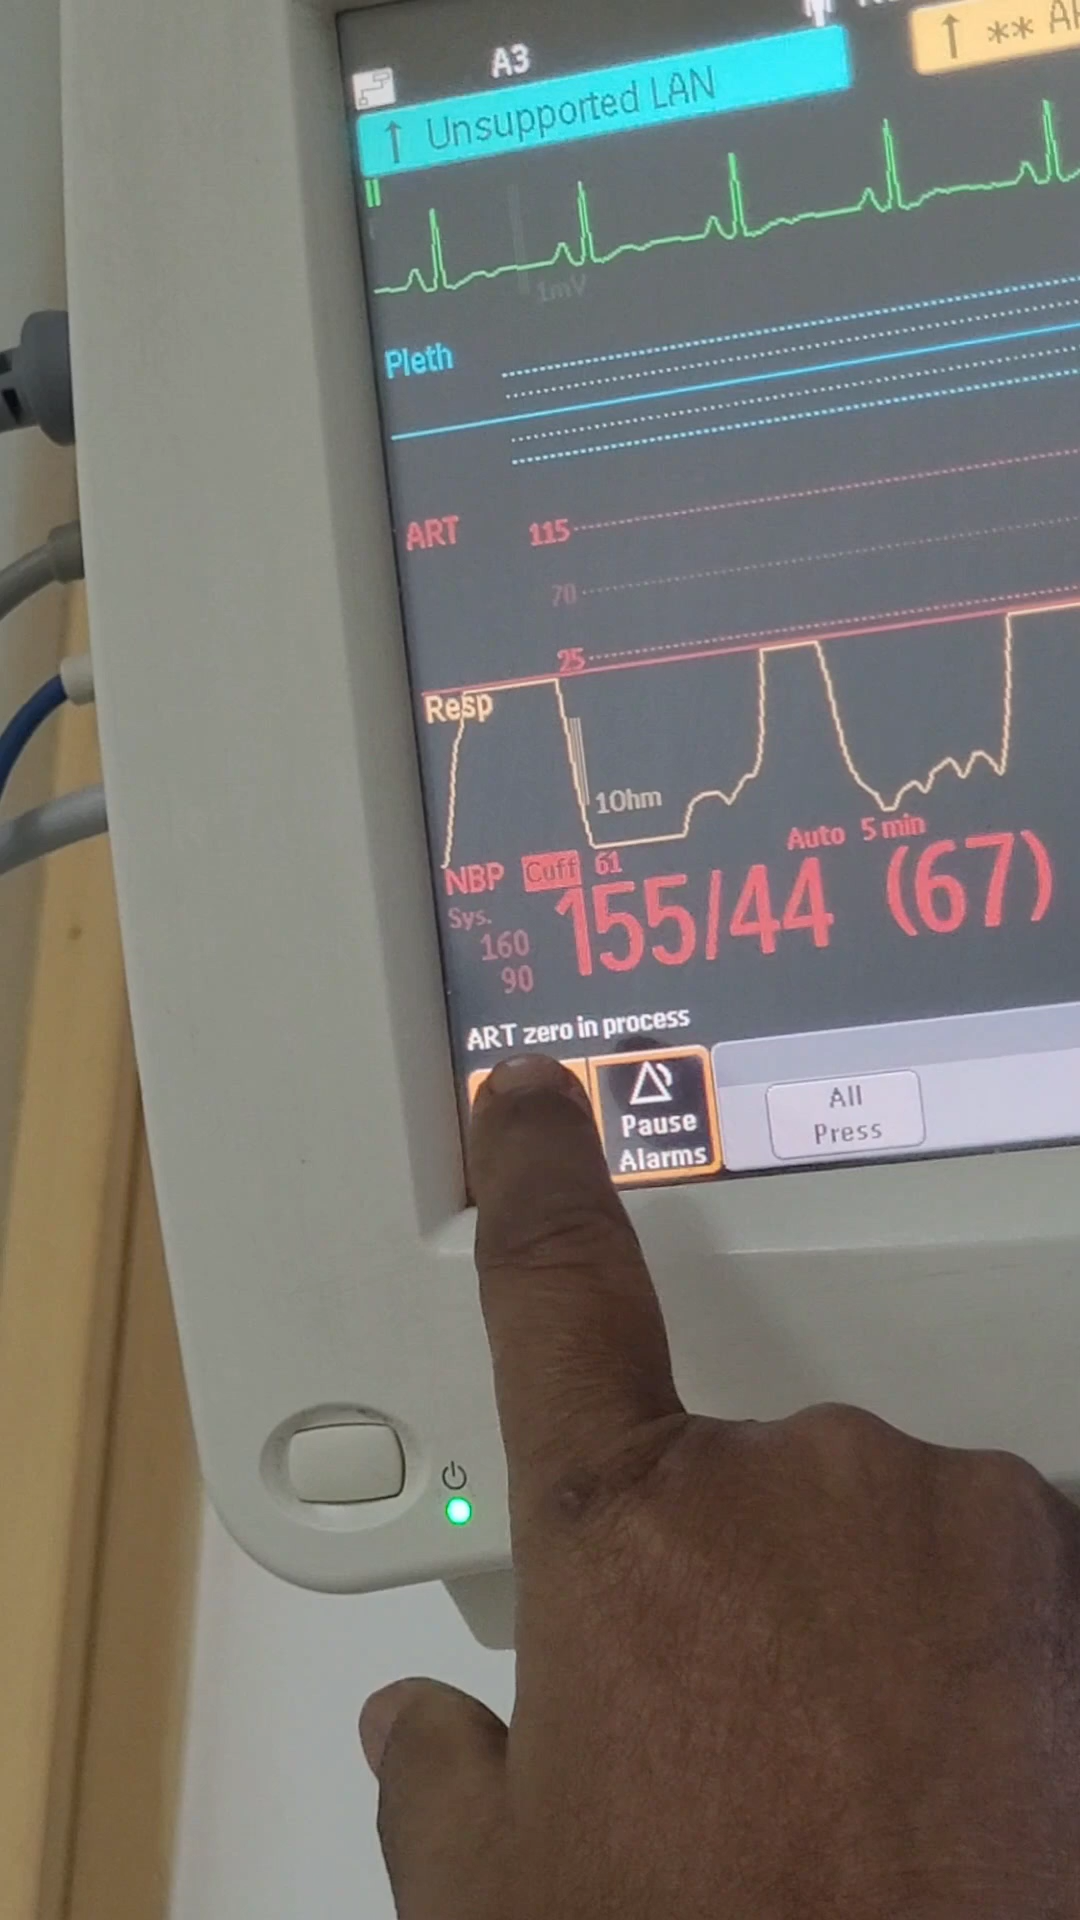 A3
↑ Unsupported LAN
↑ **
II
1mV
Pleth
ART
115
70
25
Resp
1Ohm
NBP Cuff 61
Auto 5 min
Sys.
160
90
155/44 (67)
ART zero in process
Pause
Alarms
All
Press